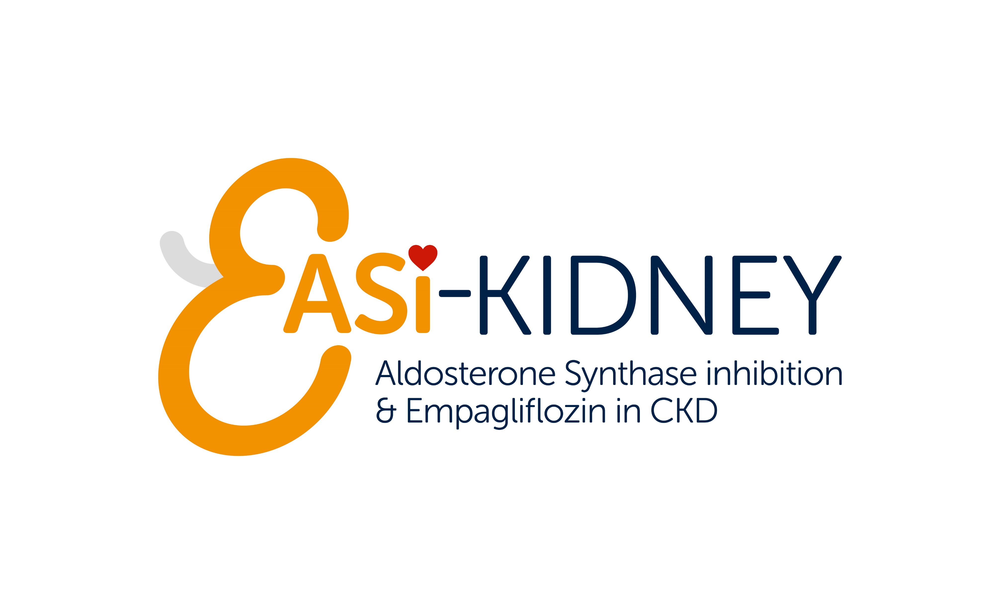 EASi-KIDNEY
Aldosterone Synthase inhibition
& Empagliflozin in CKD